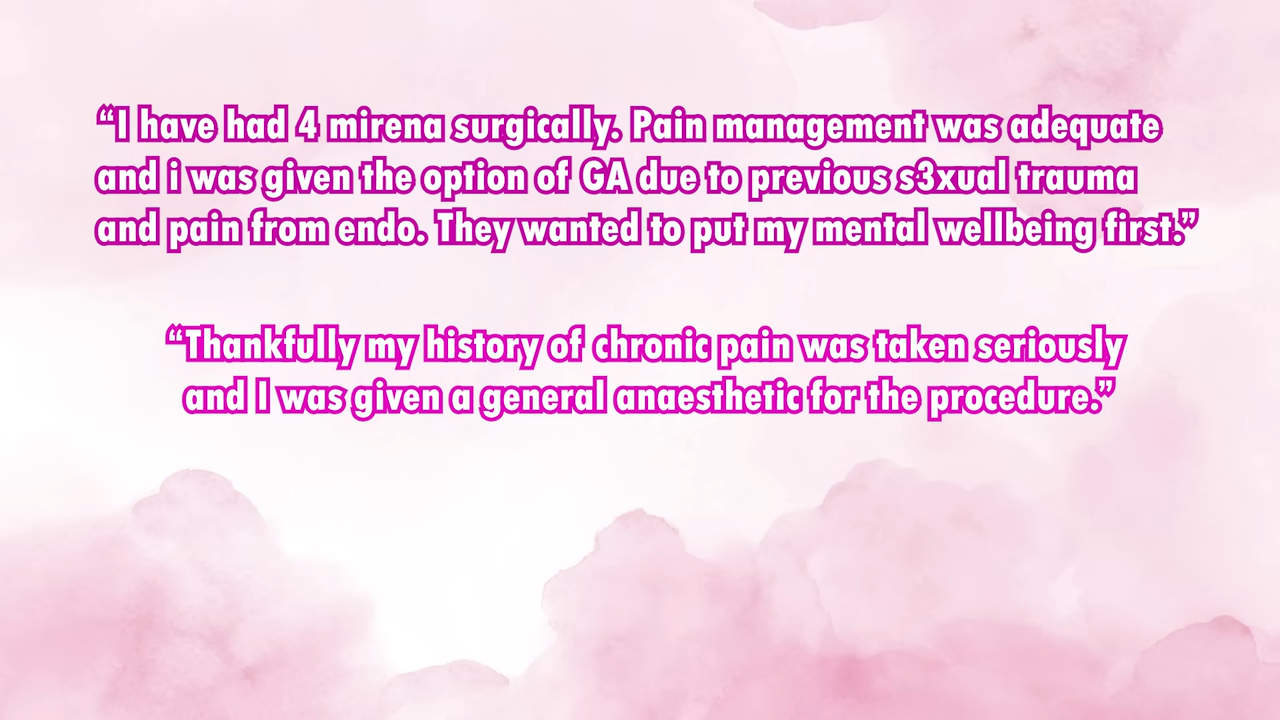 “I have had 4 mirena surgically. Pain management was adequate
and i was given the option of GA due to previous s3xual trauma
and pain from endo. They wanted to put my mental wellbeing first.”
“Thankfully my history of chronic pain was taken seriously
and I was given a general anaesthetic for the procedure.”